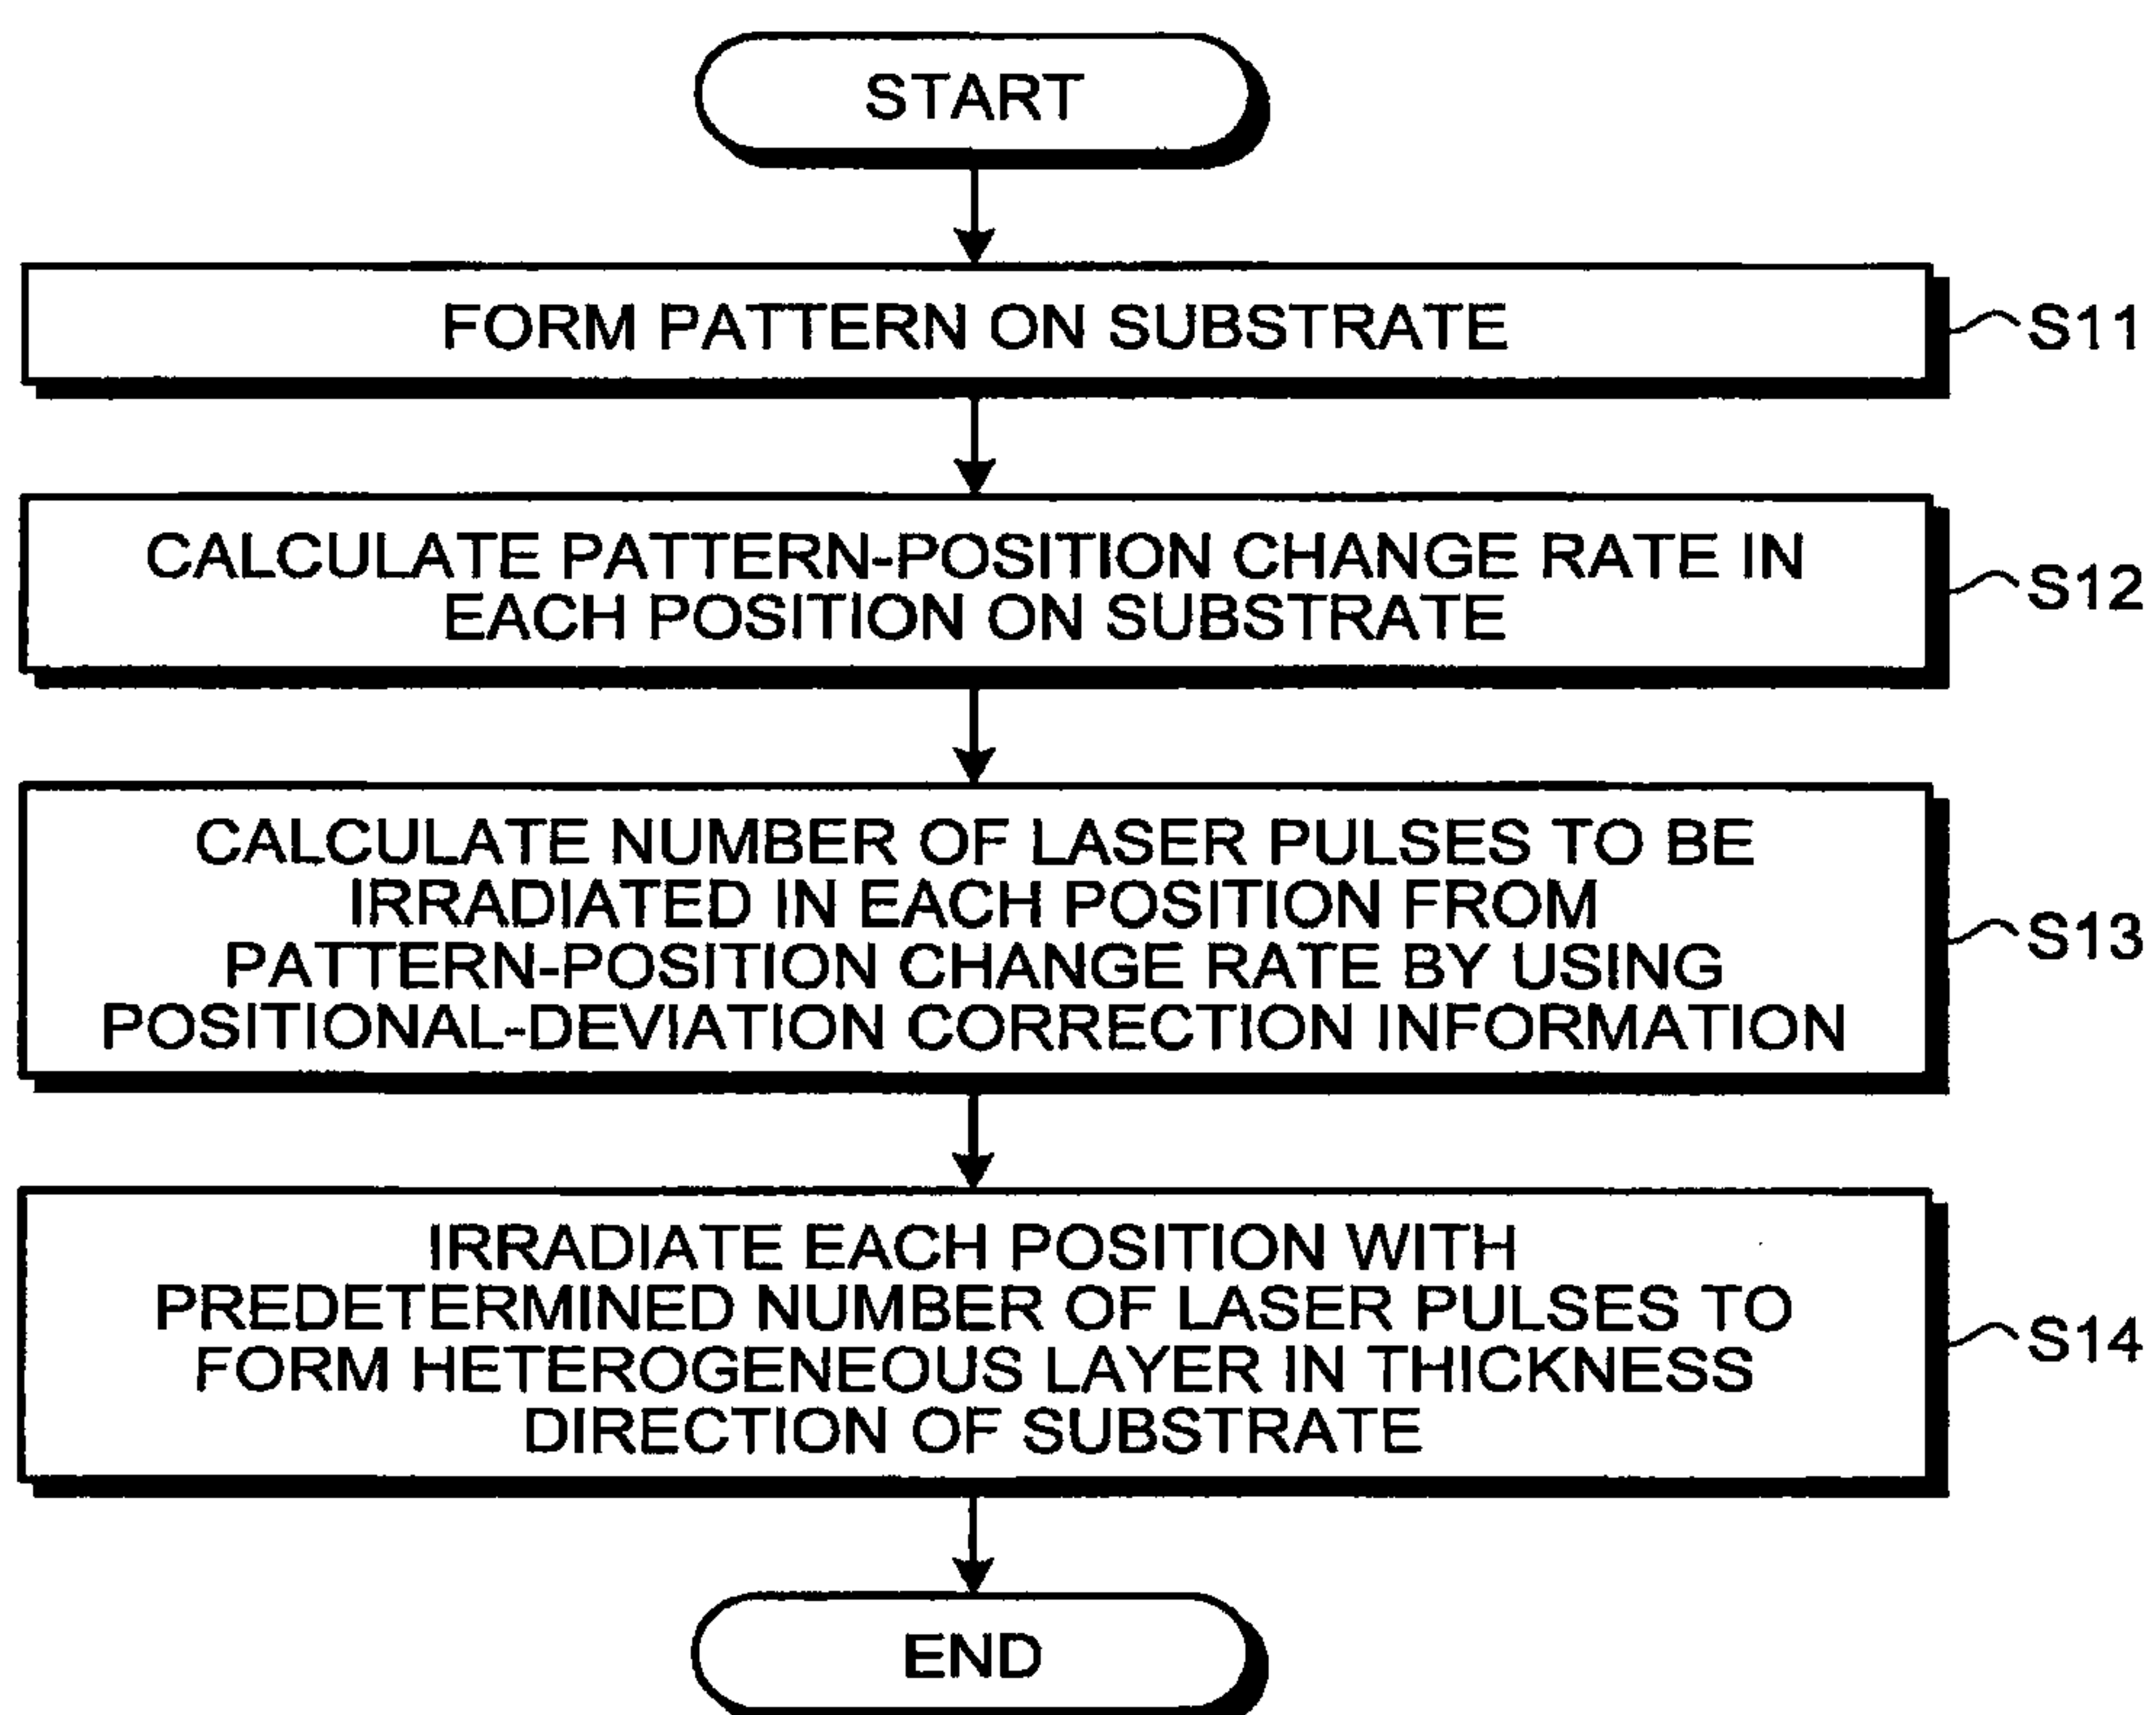 START
FORM PATTERN ON SUBSTRATE
S11
CALCULATE PATTERN-POSITION CHANGE RATE IN
EACH POSITION ON SUBSTRATE
S12
CALCULATE NUMBER OF LASER PULSES TO BE
IRRADIATED IN EACH POSITION FROM
PATTERN-POSITION CHANGE RATE BY USING
POSITIONAL-DEVIATION CORRECTION INFORMATION
S13
IRRADIATE EACH POSITION WITH
PREDETERMINED NUMBER OF LASER PULSES TO
FORM HETEROGENEOUS LAYER IN THICKNESS
DIRECTION OF SUBSTRATE
S14
END